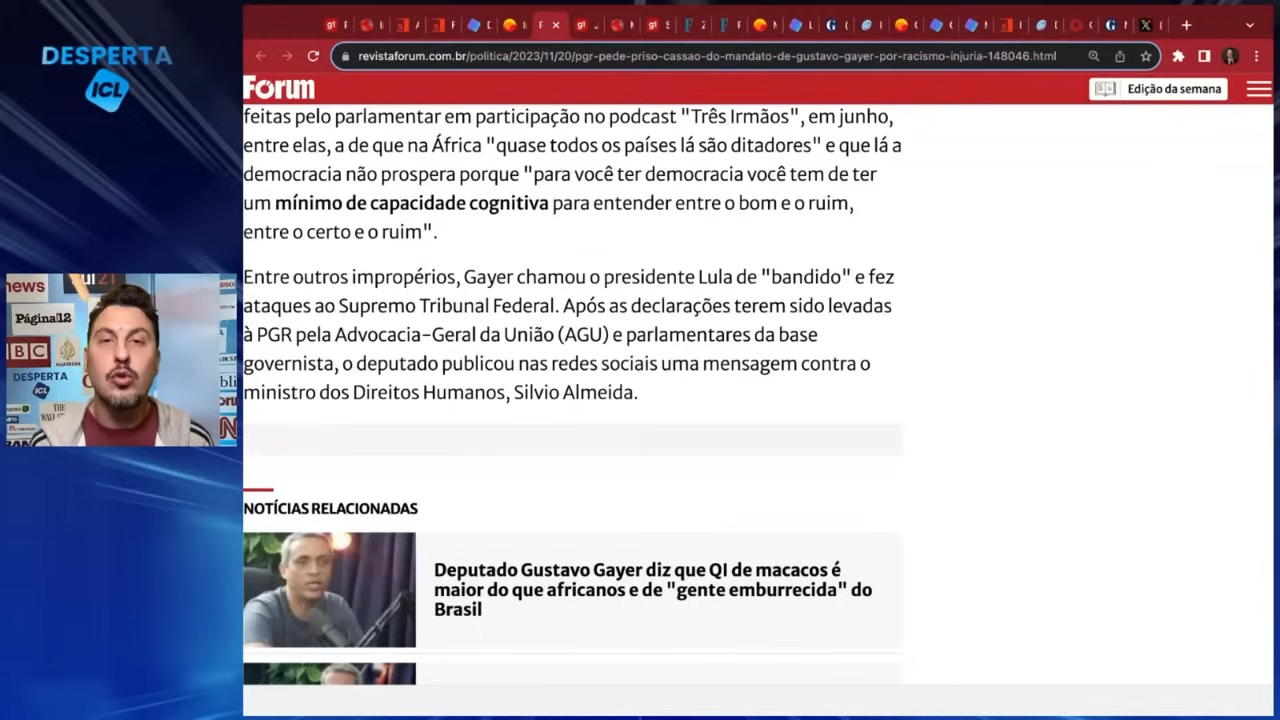 DESPERTA
ICL
revistaforum.com.br/politica/2023/11/20/pgr-pede-priso-cassao-do-mandato-de-gustavo-gayer-por-racismo-injuria-148046.html
Fórum
Edição da semana
feitas pelo parlamentar em participação no podcast "Três Irmãos", em junho,
entre elas, a de que na África "quase todos os países lá são ditadores" e que lá a
democracia não prospera porque "para você ter democracia você tem de ter
um mínimo de capacidade cognitiva para entender entre o bom e o ruim,
entre o certo e o ruim".
Entre outros impropérios, Gayer chamou o presidente Lula de "bandido" e fez
ataques ao Supremo Tribunal Federal. Após as declarações terem sido levadas
à PGR pela Advocacia-Geral da União (AGU) e parlamentares da base
governista, o deputado publicou nas redes sociais uma mensagem contra o
ministro dos Direitos Humanos, Silvio Almeida.
NOTÍCIAS RELACIONADAS
Deputado Gustavo Gayer diz que QI de macacos é
maior do que africanos e de "gente emburrecida" do
Brasil
news
Página12
BBC
DESPERTA
ICL